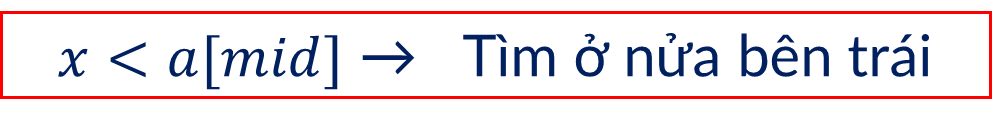 x < a[mid] → Tìm ở nửa bên trái